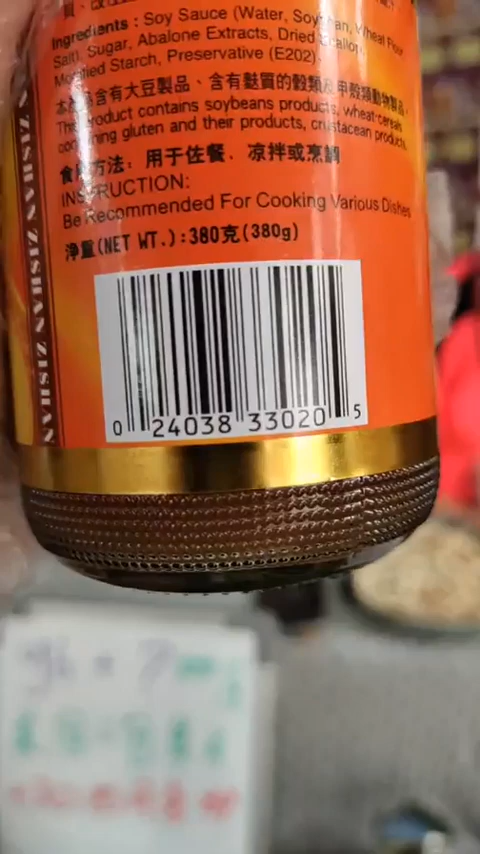 Ingredients : Soy Sauce (Water, Soybean, Wheat Flour
Salt), Sugar, Abalone Extracts, Dried Scallop,
Modified Starch, Preservative (E202).
本品含有大豆製品、含有麩質的穀類及甲殼類動物製品。
This product contains soybeans products, wheat-cereals
containing gluten and their products, crustacean products.
食用方法：用于佐餐．凉拌或烹調
INSTRUCTION:
Be Recommended For Cooking Various Dishes
淨重(NET WT.):380克(380g)
0 24038 33020 5
ZISHAN ZISHAN ZISHAN